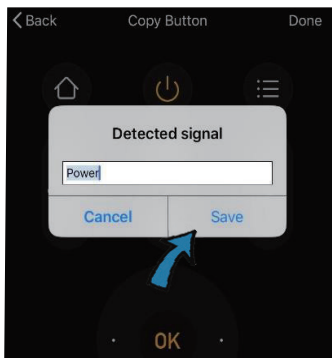 Back Copy Button Done
Detected signal
Power
Cancel Save
OK